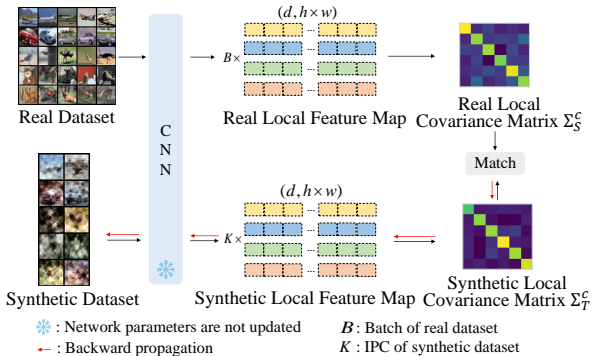 (d, h×w)
B×
...
...
...
...
...
...
...
...
Real Dataset
C
N
N
Real Local Feature Map
Real Local
Covariance Matrix Σ_S^c
Match
(d, h×w)
K×
...
...
...
...
...
...
...
...
Synthetic Dataset
Synthetic Local Feature Map
Synthetic Local
Covariance Matrix Σ_T^c
: Network parameters are not updated
B : Batch of real dataset
: Backward propagation
K : IPC of synthetic dataset